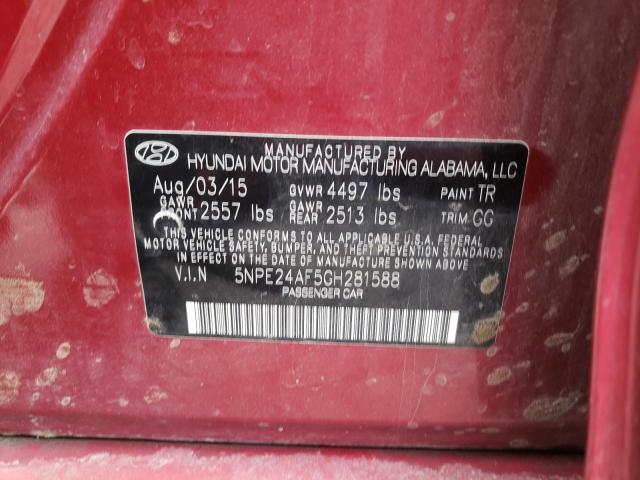 MANUFACTURED BY
HYUNDAI MOTOR MANUFACTURING ALABAMA, LLC
Aug/03/15 GVWR 4497 lbs PAINT TR
GAWR FRONT 2557 lbs GAWR REAR 2513 lbs TRIM GG
THIS VEHICLE CONFORMS TO ALL APPLICABLE U.S.A. FEDERAL
MOTOR VEHICLE SAFETY, BUMPER, AND THEFT PREVENTION STANDARDS
IN EFFECT ON THE DATE OF MANUFACTURE SHOWN ABOVE.
V.I.N 5NPE24AF5GH281588
PASSENGER CAR